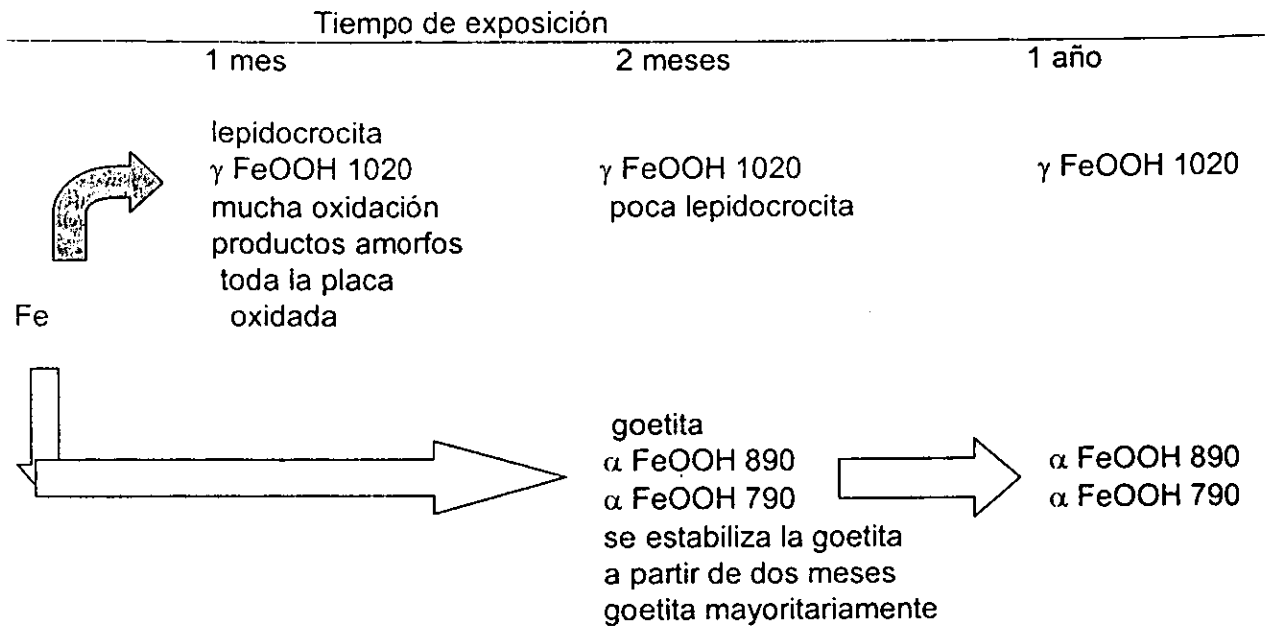 Tiempo de exposición
1 mes 2 meses 1 año
lepidocrocita
γ FeOOH 1020 γ FeOOH 1020 γ FeOOH 1020
mucha oxidación poca lepidocrocita
productos amorfos
toda la placa
Fe oxidada
goetita
α FeOOH 890 α FeOOH 890
α FeOOH 790 α FeOOH 790
se estabiliza la goetita
a partir de dos meses
goetita mayoritariamente